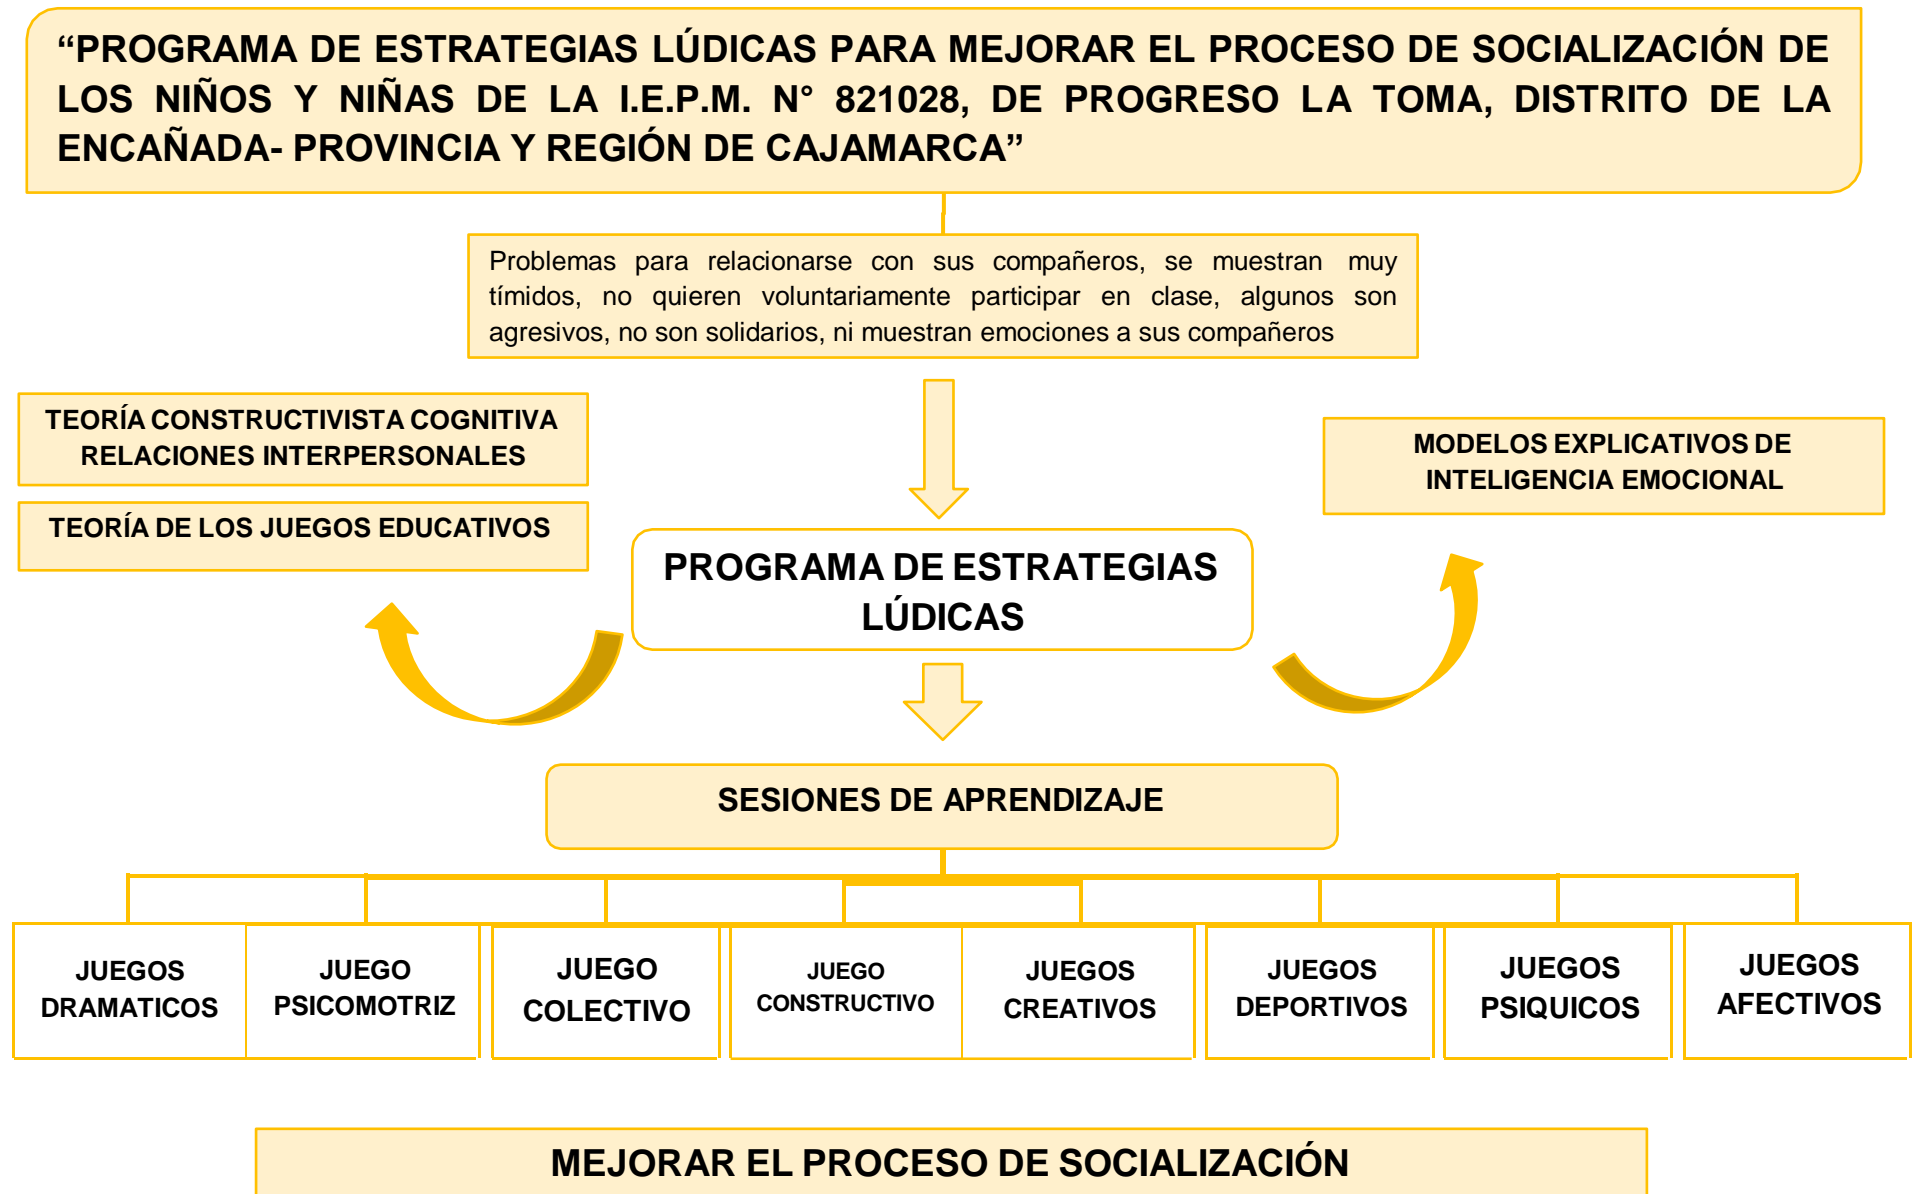 “PROGRAMA DE ESTRATEGIAS LÚDICAS PARA MEJORAR EL PROCESO DE SOCIALIZACIÓN DE
LOS NIÑOS Y NIÑAS DE LA I.E.P.M. N° 821028, DE PROGRESO LA TOMA, DISTRITO DE LA
ENCAÑADA- PROVINCIA Y REGIÓN DE CAJAMARCA”
Problemas para relacionarse con sus compañeros, se muestran muy
tímidos, no quieren voluntariamente participar en clase, algunos son
agresivos, no son solidarios, ni muestran emociones a sus compañeros
TEORÍA CONSTRUCTIVISTA COGNITIVA
RELACIONES INTERPERSONALES
TEORÍA DE LOS JUEGOS EDUCATIVOS
MODELOS EXPLICATIVOS DE
INTELIGENCIA EMOCIONAL
PROGRAMA DE ESTRATEGIAS
LÚDICAS
SESIONES DE APRENDIZAJE
JUEGOS
DRAMATICOS
JUEGO
PSICOMOTRIZ
JUEGO
COLECTIVO
JUEGO
CONSTRUCTIVO
JUEGOS
CREATIVOS
JUEGOS
DEPORTIVOS
JUEGOS
PSIQUICOS
JUEGOS
AFECTIVOS
MEJORAR EL PROCESO DE SOCIALIZACIÓN